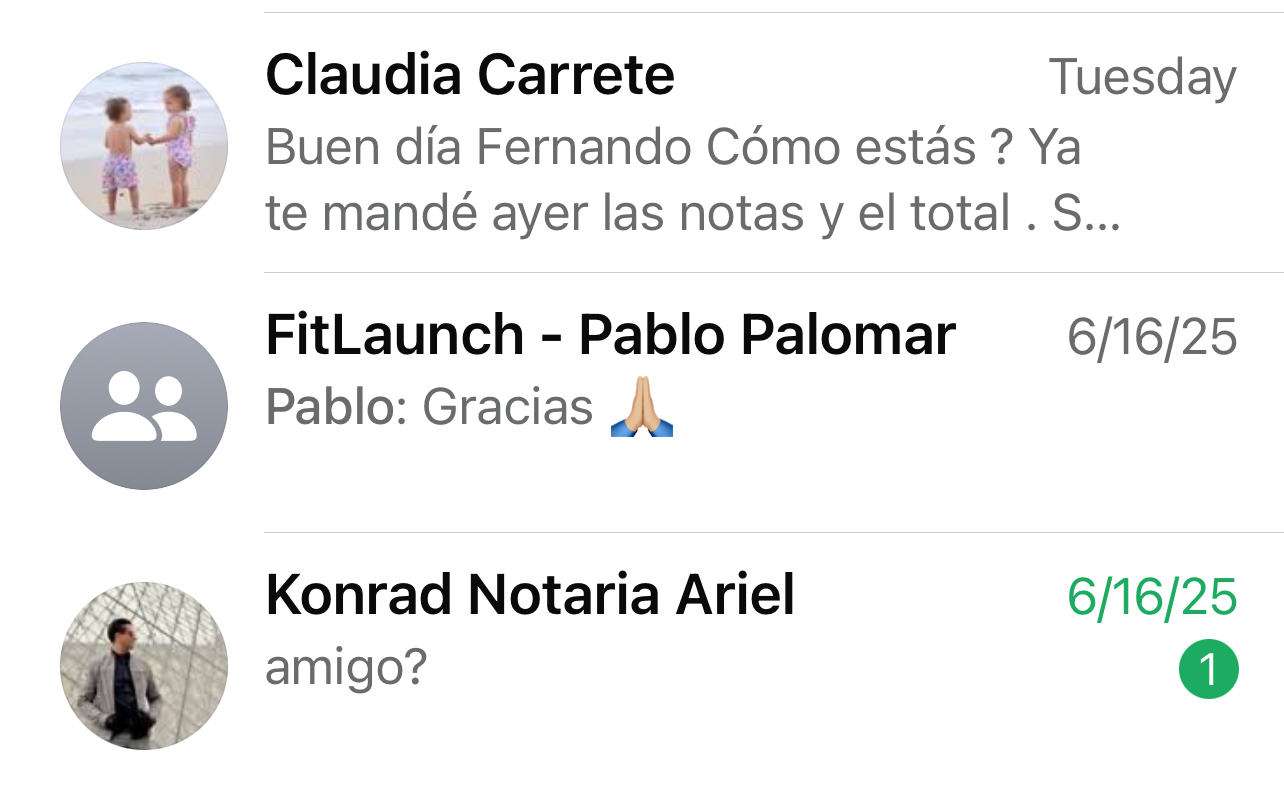 Claudia Carrete
Tuesday
Buen día Fernando Cómo estás ? Ya
te mandé ayer las notas y el total . S...
FitLaunch - Pablo Palomar
6/16/25
Pablo: Gracias 🙏🏼
Konrad Notaria Ariel
6/16/25
amigo?
1